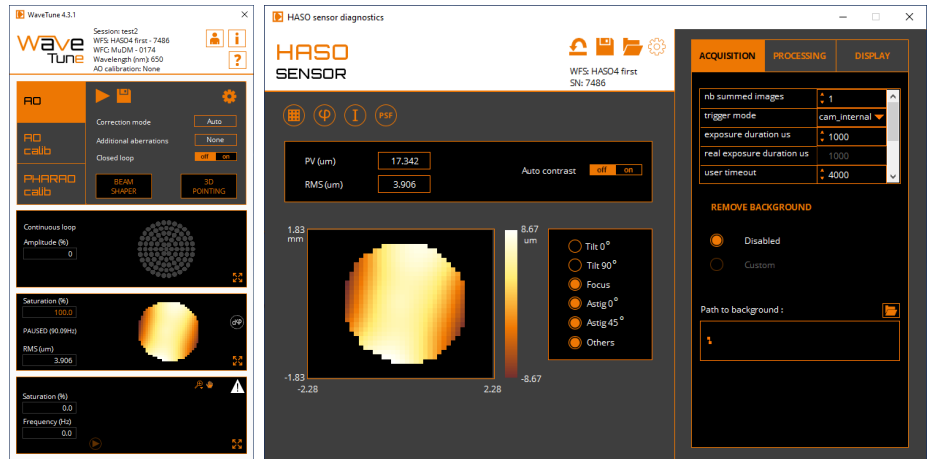 WaveTune 4.3.1
WAVE
TUNE
Session: test2
WFS: HASO4 first - 7486
WFC: MuDM - 0174
Wavelength (nm): 650
AO calibration: None
i
?
AO
AO
calib
PHARAO
calib
Correction mode
Auto
Additional aberrations
None
Closed loop
off on
BEAM
SHAPER
3D
POINTING
Continuous loop
Amplitude (%)
0
Saturation (%)
100.0
PAUSED (90.09Hz)
RMS (um)
3.906
Saturation (%)
0.0
Frequency (Hz)
0.0
HASO sensor diagnostics
HASO
SENSOR
WFS: HASO4 first
SN: 7486
φ
I
PSF
PV (um)
17.342
RMS (um)
3.906
Auto contrast
off on
1.83
mm
-1.83
-2.28
2.28
8.67
um
-8.67
Tilt 0°
Tilt 90°
Focus
Astig 0°
Astig 45°
Others
ACQUISITION PROCESSING DISPLAY
nb summed images 1
trigger mode cam_internal
exposure duration us 1000
real exposure duration us 1000
user timeout 4000
REMOVE BACKGROUND
Disabled
Custom
Path to background :